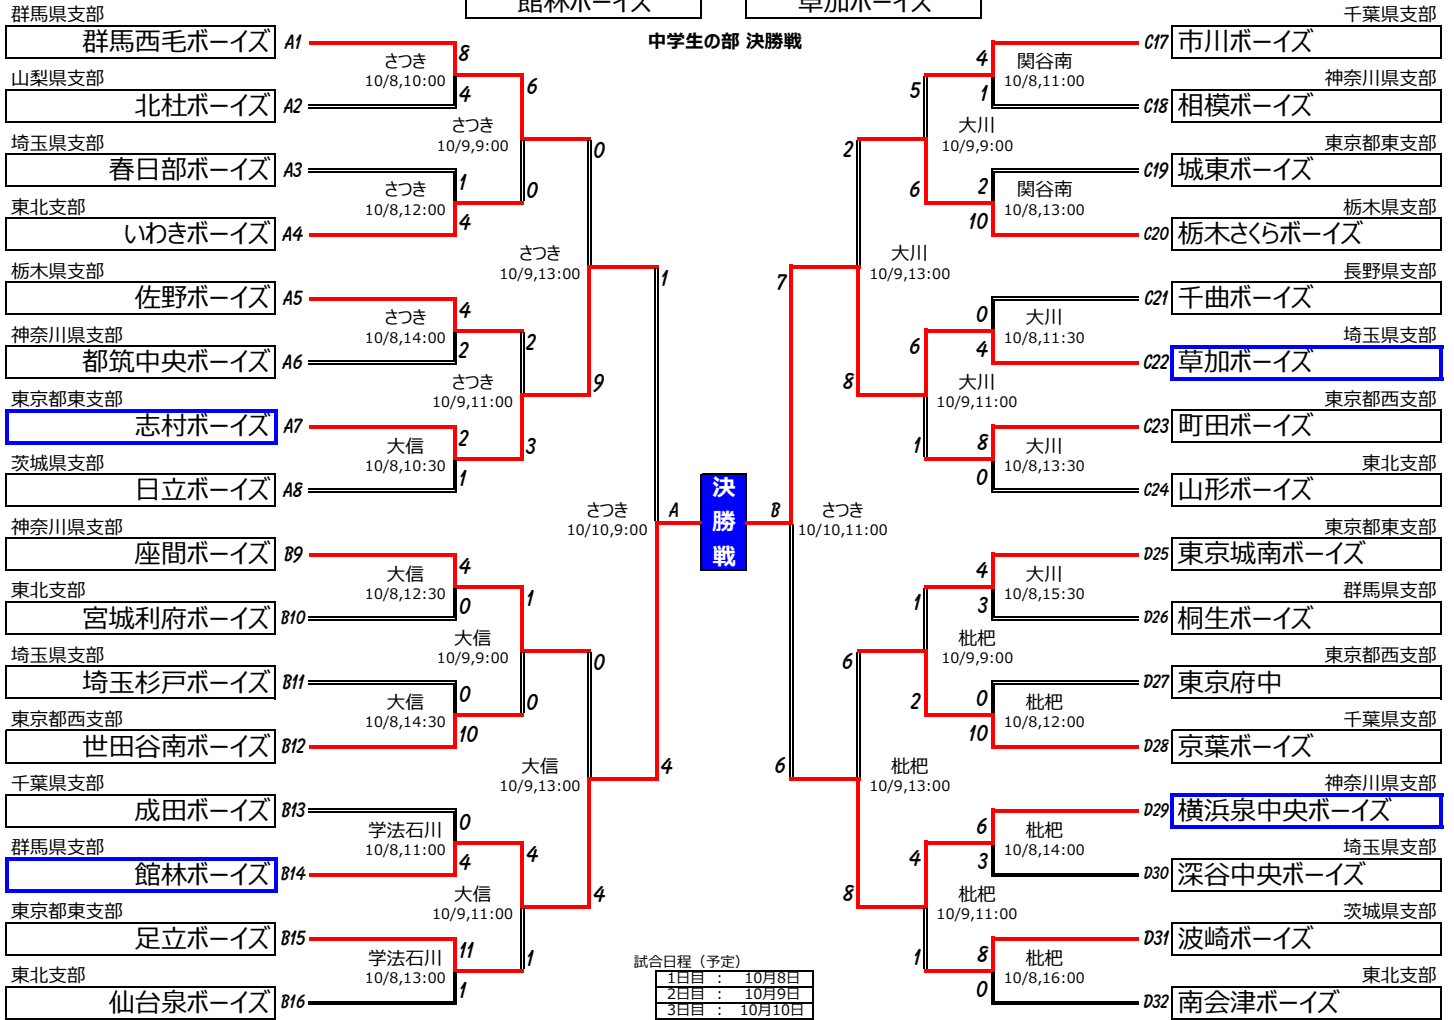 館林ボーイズ
草加ボーイズ
中学生の部 決勝戦
群馬県支部
群馬西毛ボーイズ A1
山梨県支部
北杜ボーイズ A2
さつき
10/8,10:00
8
4
埼玉県支部
春日部ボーイズ A3
東北支部
いわきボーイズ A4
さつき
10/8,12:00
1
4
さつき
10/9,9:00
6
0
栃木県支部
佐野ボーイズ A5
神奈川県支部
都筑中央ボーイズ A6
さつき
10/8,14:00
4
2
東京都東支部
志村ボーイズ A7
茨城県支部
日立ボーイズ A8
大信
10/8,10:30
2
1
さつき
10/9,11:00
2
3
さつき
10/9,13:00
0
9
神奈川県支部
座間ボーイズ B9
東北支部
宮城利府ボーイズ B10
大信
10/8,12:30
4
0
埼玉県支部
埼玉杉戸ボーイズ B11
東京都西支部
世田谷南ボーイズ B12
大信
10/8,14:30
0
10
大信
10/9,9:00
1
0
千葉県支部
成田ボーイズ B13
群馬県支部
館林ボーイズ B14
学法石川
10/8,11:00
0
4
東京都東支部
足立ボーイズ B15
東北支部
仙台泉ボーイズ B16
学法石川
10/8,13:00
11
1
大信
10/9,11:00
4
1
大信
10/9,13:00
0
4
さつき
10/10,9:00
1
4
A
決
勝
戦
B
さつき
10/10,11:00
7
6
千葉県支部
C17 市川ボーイズ
神奈川県支部
C18 相模ボーイズ
関谷南
10/8,11:00
4
1
東京都東支部
C19 城東ボーイズ
栃木県支部
C20 栃木さくらボーイズ
関谷南
10/8,13:00
2
10
大川
10/9,9:00
5
6
長野県支部
C21 千曲ボーイズ
埼玉県支部
C22 草加ボーイズ
大川
10/8,11:30
0
4
東京都西支部
C23 町田ボーイズ
東北支部
C24 山形ボーイズ
大川
10/8,13:30
8
0
大川
10/9,11:00
6
1
大川
10/9,13:00
2
8
東京都東支部
D25 東京城南ボーイズ
群馬県支部
D26 桐生ボーイズ
大川
10/8,15:30
4
3
東京都西支部
D27 東京府中
千葉県支部
D28 京葉ボーイズ
枇杷
10/8,12:00
0
10
枇杷
10/9,9:00
1
2
神奈川県支部
D29 横浜泉中央ボーイズ
埼玉県支部
D30 深谷中央ボーイズ
枇杷
10/8,14:00
6
3
茨城県支部
D31 波崎ボーイズ
東北支部
D32 南会津ボーイズ
枇杷
10/8,16:00
8
0
枇杷
10/9,11:00
4
1
枇杷
10/9,13:00
6
8
試合日程（予定）
1日目 ： 10月8日
2日目 ： 10月9日
3日目 ： 10月10日